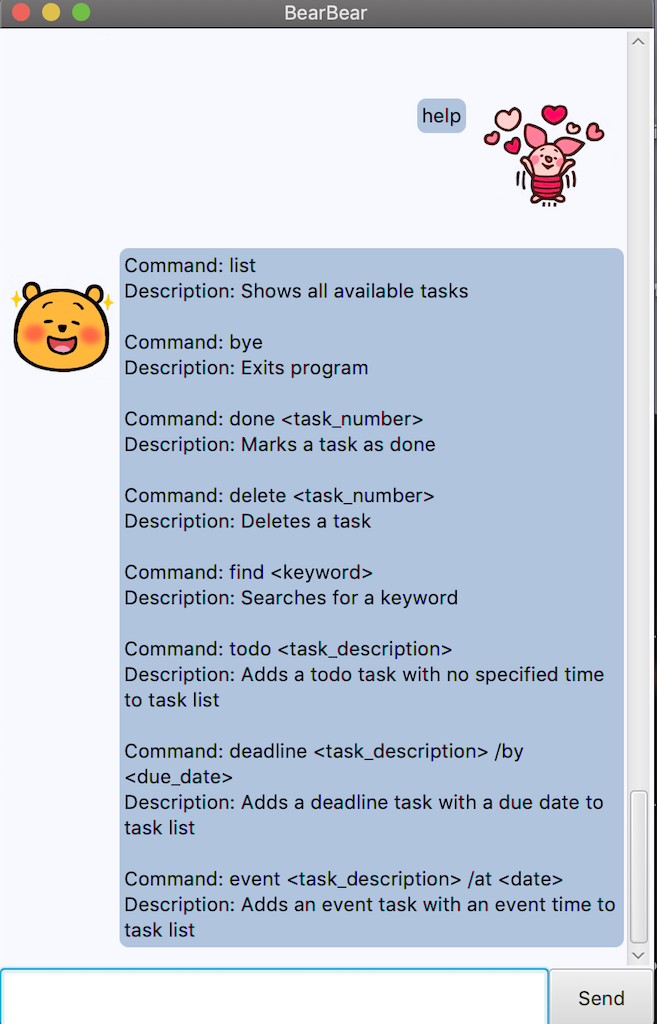 BearBear
help
Command: list
Description: Shows all available tasks
Command: bye
Description: Exits program
Command: done <task_number>
Description: Marks a task as done
Command: delete <task_number>
Description: Deletes a task
Command: find <keyword>
Description: Searches for a keyword
Command: todo <task_description>
Description: Adds a todo task with no specified time
to task list
Command: deadline <task_description> /by
<due_date>
Description: Adds a deadline task with a due date to
task list
Command: event <task_description> /at <date>
Description: Adds an event task with an event time to
task list
Send